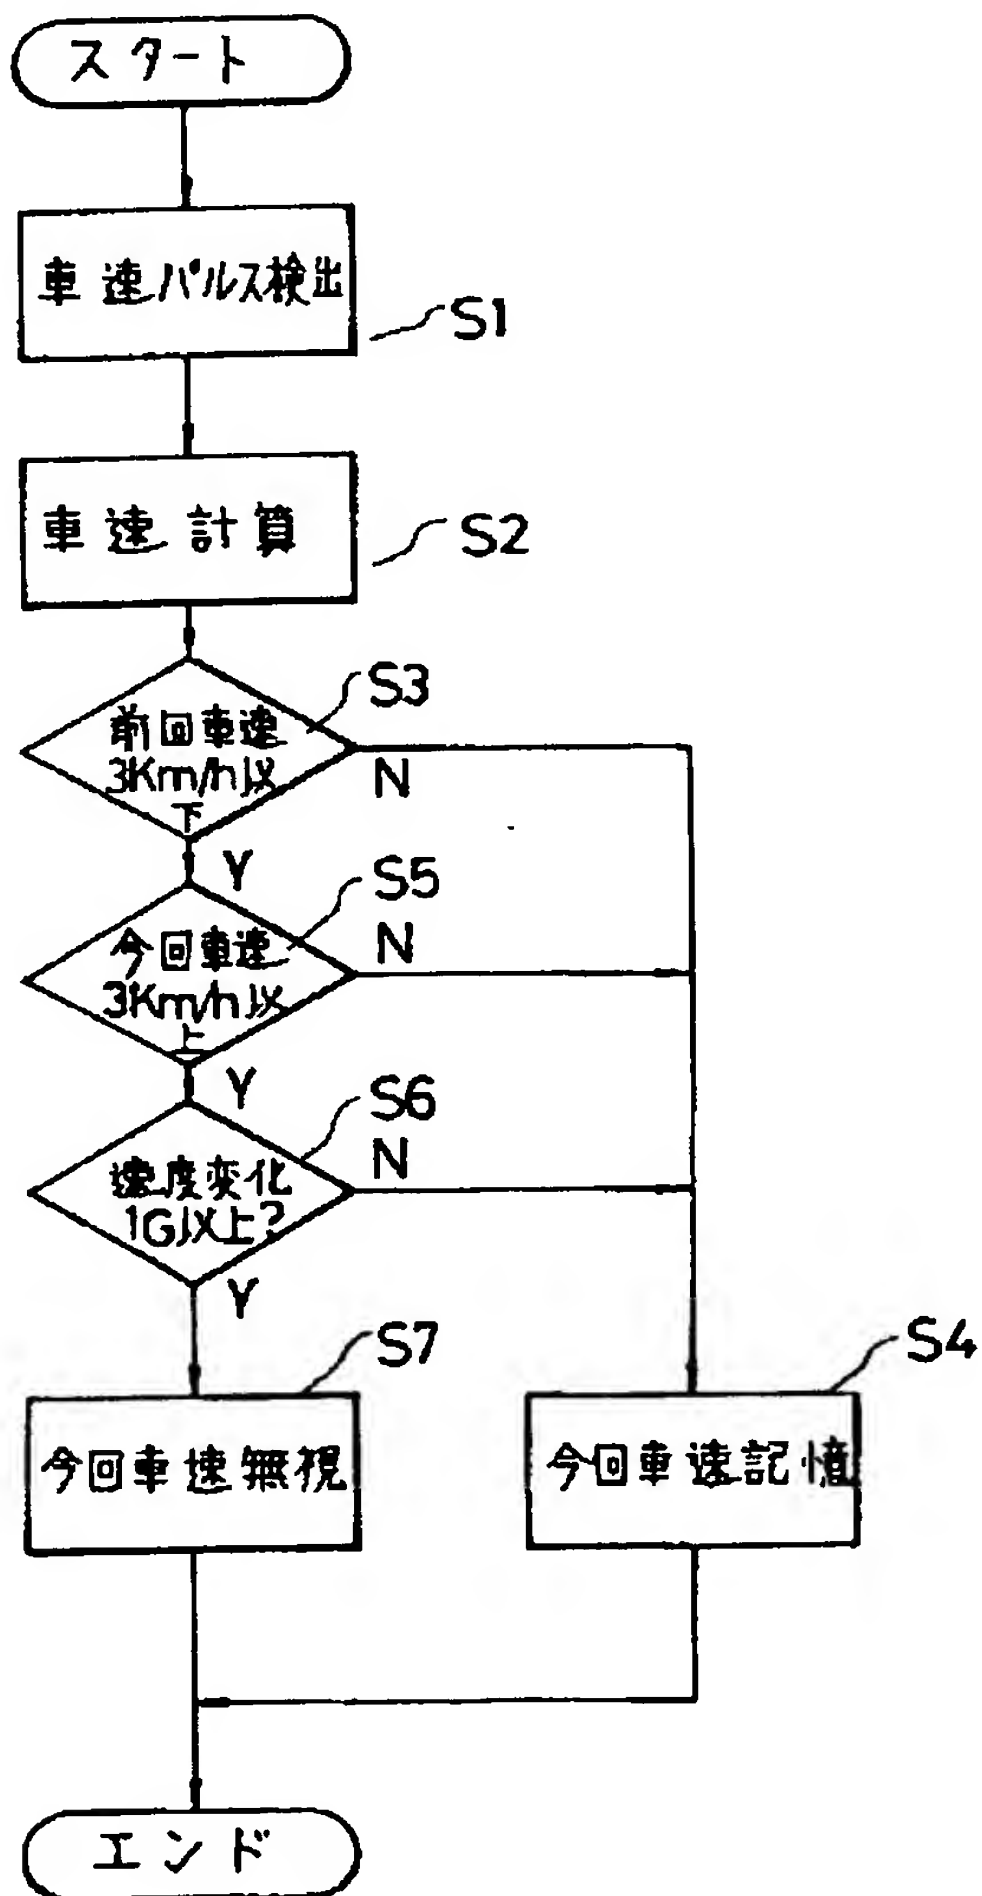 スタート
車速パルス検出
S1
車速計算
S2
S3
前回車速
3Km/h以
下
N
Y
S5
今回車速
3Km/h以
上
N
Y
S6
速度変化
1G以上?
N
Y
S7
今回車速無視
S4
今回車速記憶
エンド